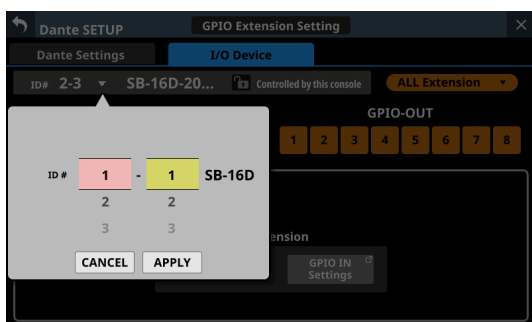 Dante SETUP
GPIO Extension Setting
Dante Settings
I/O Device
ID# 2-3 SB-16D-20... Controlled by this console
ALL Extension
GPIO-OUT
1 2 3 4 5 6 7 8
ID # 1 - 1 SB-16D
2 2
3 3
CANCEL APPLY
GPIO IN
Settings